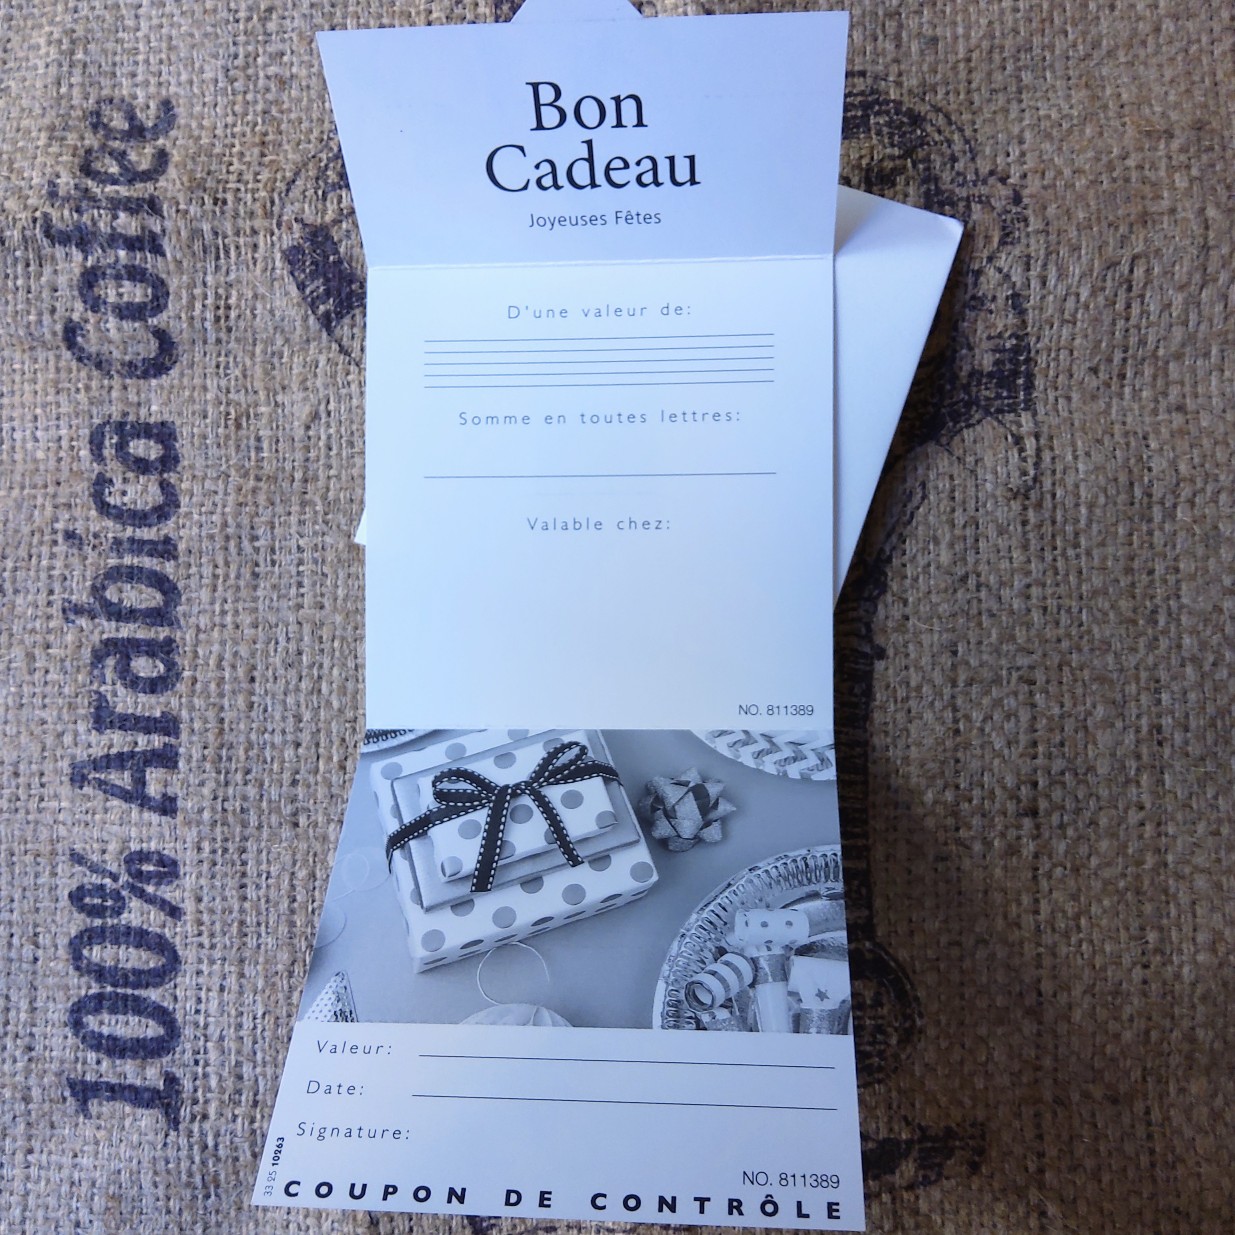 Bon
Cadeau
Joyeuses Fêtes
D'une valeur de:
Somme en toutes lettres:
Valable chez:
NO. 811389
Valeur:
Date:
Signature:
NO. 811389
33 25 10263
COUPON DE CONTRÔLE
100% Arabica Coffee